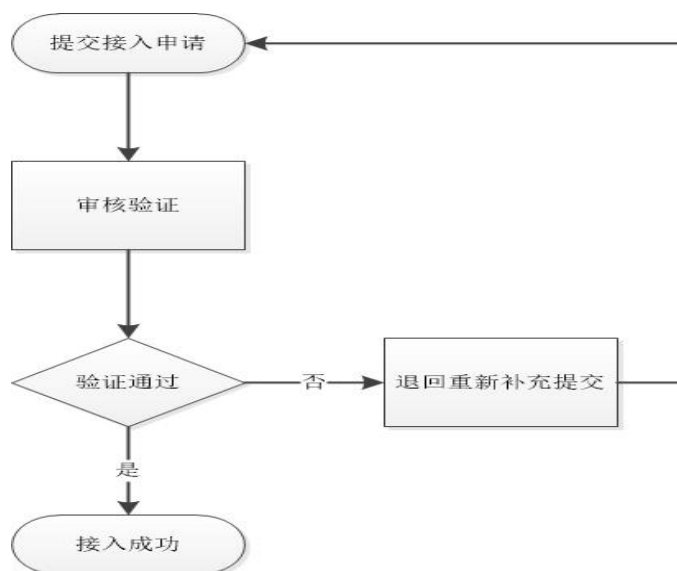 提交接入申请
审核验证
验证通过
否
退回重新补充提交
是
接入成功